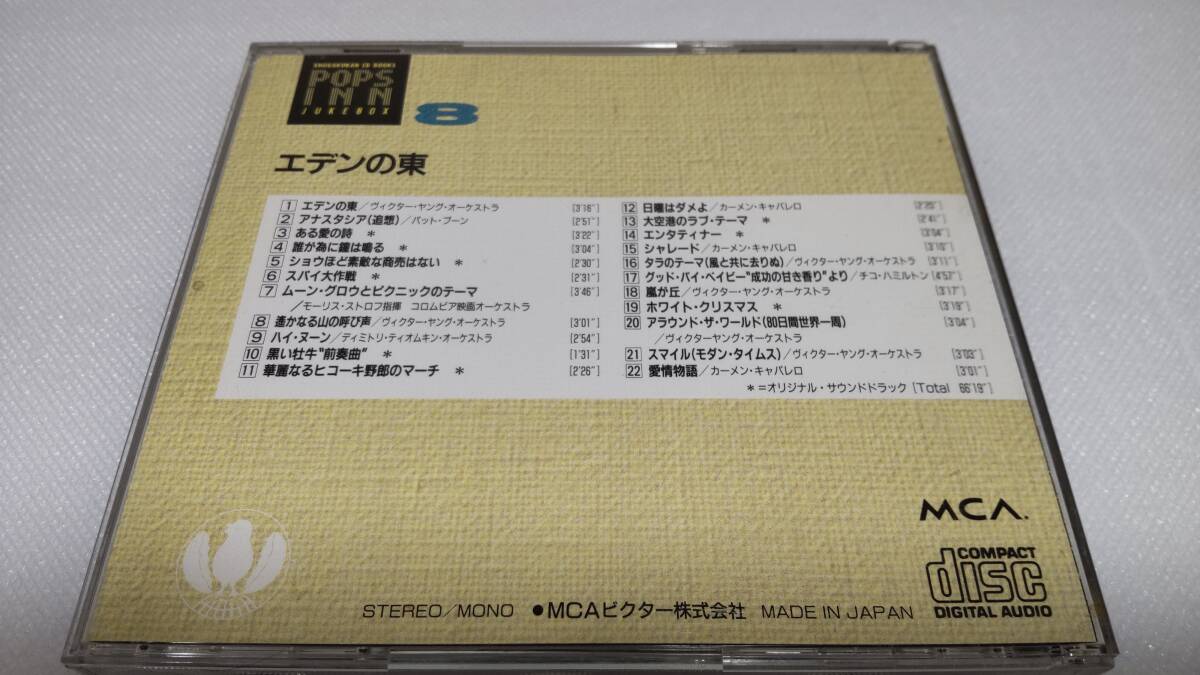 SHOGAKUKAN CD BOOKS
POPS
INN
JUKEBOX
8
エデンの東
1 エデンの東/ヴィクター・ヤング・オーケストラ [3'16"]
2 アナスタシア(追想)/パット・ブーン [2'51"]
3 ある愛の詩 * [3'22"]
4 誰が為に鐘は鳴る * [3'04"]
5 ショウほど素敵な商売はない * [2'30"]
6 スパイ大作戦 * [2'31"]
7 ムーン・グロウとピクニックのテーマ [3'46"]
/モーリス・ストロフ指揮 コロムビア映画オーケストラ
8 遙かなる山の呼び声/ヴィクター・ヤング・オーケストラ [3'01"]
9 ハイ・ヌーン/ディミトリ・ティオムキン・オーケストラ [2'54"]
10 黒い牡牛"前奏曲" * [1'31"]
11 華麗なるヒコーキ野郎のマーチ * [2'26"]
12 日曜はダメよ/カーメン・キャバレロ
13 大空港のラブ・テーマ * [2'41"]
14 エンタティナー * [3'04"]
15 シャレード/カーメン・キャバレロ
16 タラのテーマ(風と共に去りぬ)/ヴィクター・ヤング・オーケストラ [3'11"]
17 グッド・バイ・ベイビー"成功の甘き香り"より/チコ・ハミルトン [4'57"]
18 嵐が丘/ヴィクター・ヤング・オーケストラ [3'17"]
19 ホワイト・クリスマス * [3'19"]
20 アラウンド・ザ・ワールド(80日間世界一周) [3'04"]
/ヴィクターヤング・オーケストラ
21 スマイル(モダン・タイムス)/ヴィクター・ヤング・オーケストラ [3'03"]
22 愛情物語/カーメン・キャバレロ [3'01"]
*=オリジナル・サウンドドラック [Total 66'19"]
MCA.
COMPACT
disc
DIGITAL AUDIO
STEREO/MONO ●MCAビクター株式会社 MADE IN JAPAN